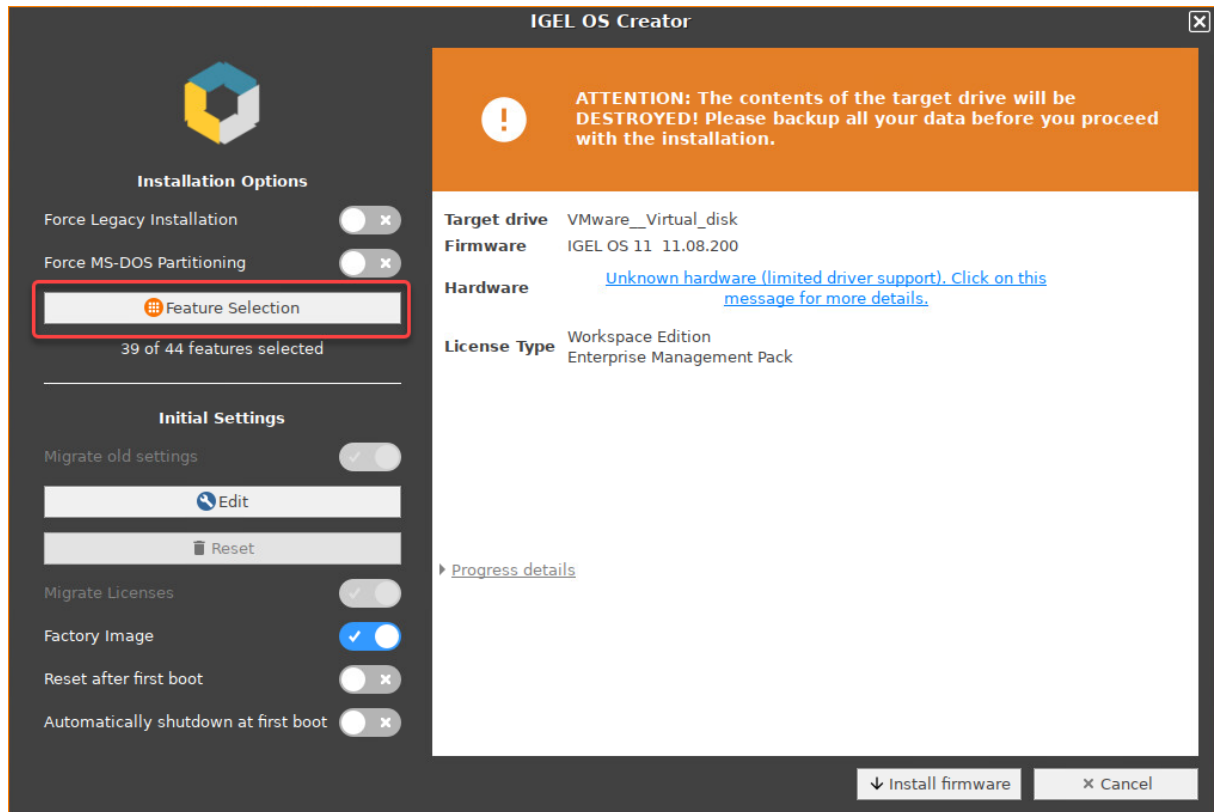 IGEL OS Creator
Installation Options
Force Legacy Installation
Force MS-DOS Partitioning
Feature Selection
39 of 44 features selected
Initial Settings
Migrate old settings
Edit
Reset
Migrate Licenses
Factory Image
Reset after first boot
Automatically shutdown at first boot
ATTENTION: The contents of the target drive will be
DESTROYED! Please backup all your data before you proceed
with the installation.
Target drive VMware__Virtual_disk
Firmware IGEL OS 11 11.08.200
Hardware Unknown hardware (limited driver support). Click on this
message for more details.
License Type Workspace Edition
Enterprise Management Pack
Progress details
Install firmware
Cancel